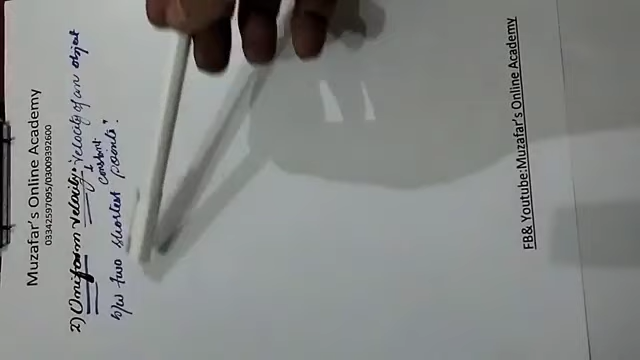 Muzafar's Online Academy
03342597095/03009392600
2) Uniform velocity:- velocity of an object
constant
b/w two shortest points".
FB& Youtube:Muzafar's Online Academy